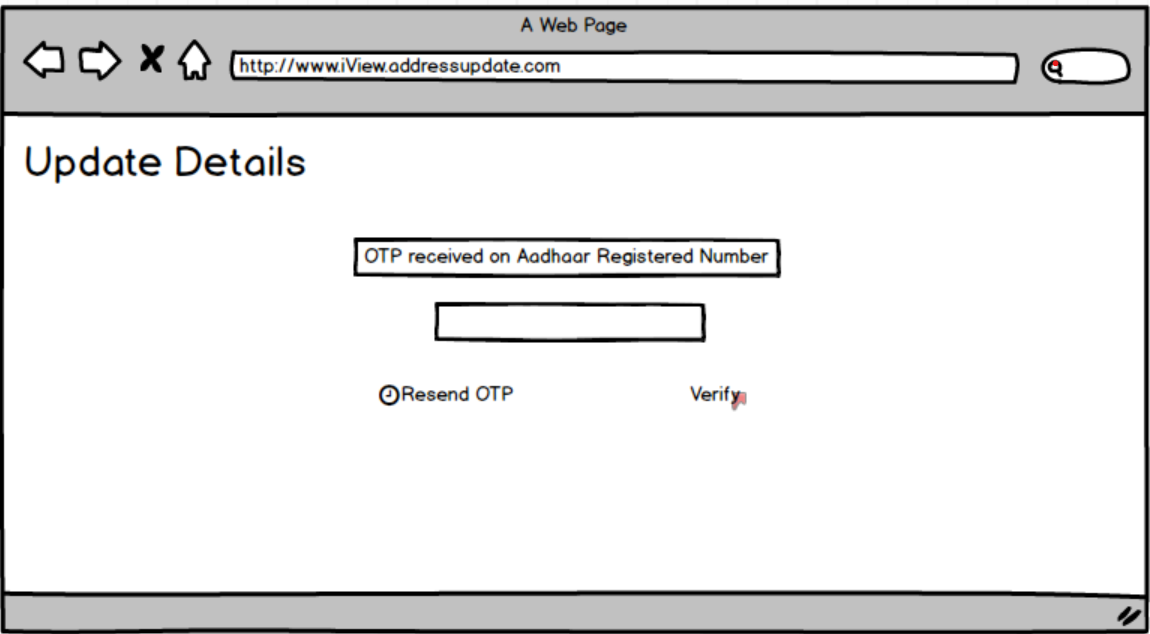 A Web Page
http://www.iView.addressupdate.com
Update Details
OTP received on Aadhaar Registered Number
Resend OTP
Verify